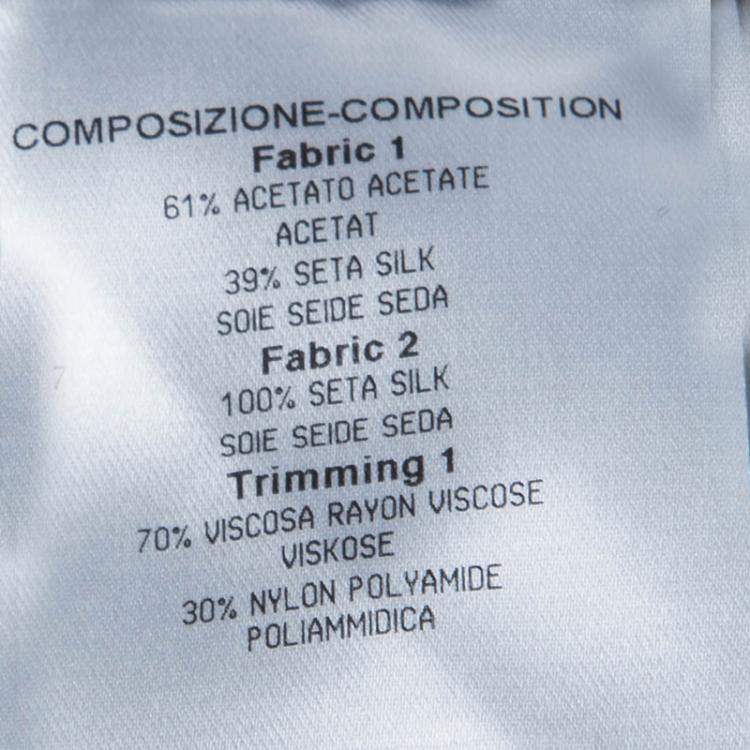 COMPOSIZIONE-COMPOSITION
Fabric 1
61% ACETATO ACETATE
ACETAT
39% SETA SILK
SOIE SEIDE SEDA
Fabric 2
100% SETA SILK
SOIE SEIDE SEDA
Trimming 1
70% VISCOSA RAYON VISCOSE
VISKOSE
30% NYLON POLYAMIDE
POLIAMMIDICA